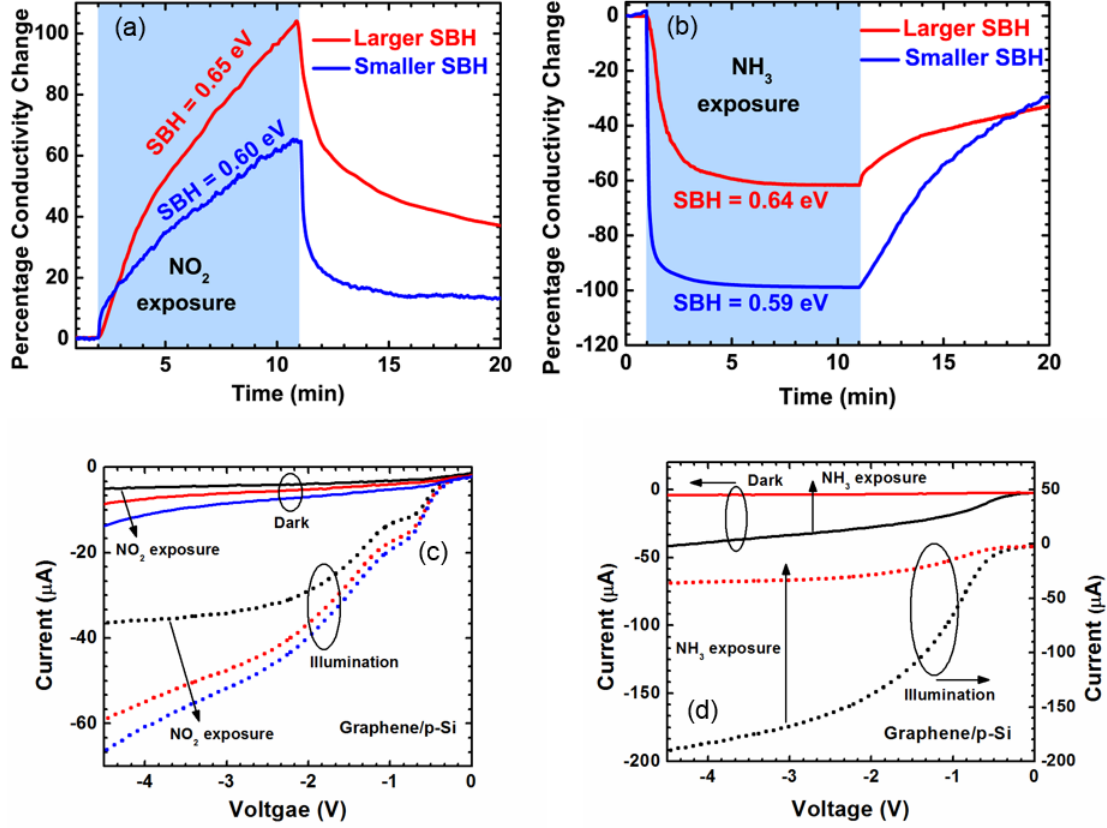 (a)
Larger SBH
Smaller SBH
SBH = 0.65 eV
SBH = 0.60 eV
NO2
exposure
Percentage Conductivity Change
100
80
60
40
20
0
5
10
15
20
Time (min)
(b)
Larger SBH
Smaller SBH
NH3
exposure
SBH = 0.64 eV
SBH = 0.59 eV
Percentage Conductivity Change
0
-20
-40
-60
-80
-100
-120
0
5
10
15
20
Time (min)
(c)
Dark
NO2 exposure
Illumination
NO2 exposure
Graphene/p-Si
Current (µA)
0
-20
-40
-60
-4
-3
-2
-1
0
Voltgae (V)
(d)
Dark
NH3 exposure
NH3 exposure
Illumination
Graphene/p-Si
Current (µA)
0
-50
-100
-150
-200
50
0
-50
-100
-150
-200
Current (µA)
-4
-3
-2
-1
0
Voltage (V)